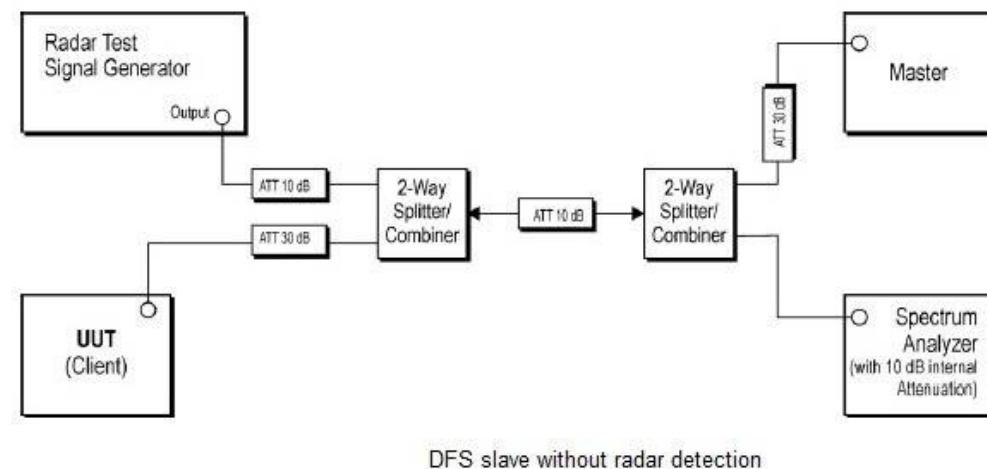 Radar Test
Signal Generator
Output
ATT 10 dB
2-Way
Splitter/
Combiner
ATT 30 dB
UUT
(Client)
ATT 10 dB
2-Way
Splitter/
Combiner
ATT 30 dB
Master
Spectrum
Analyzer
(with 10 dB internal
Attenuation)
DFS slave without radar detection